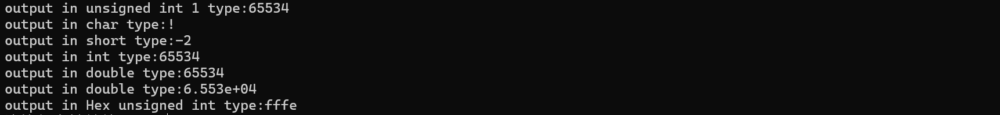 output in unsigned int 1 type:65534
output in char type:!
output in short type:-2
output in int type:65534
output in double type:65534
output in double type:6.553e+04
output in Hex unsigned int type:fffe